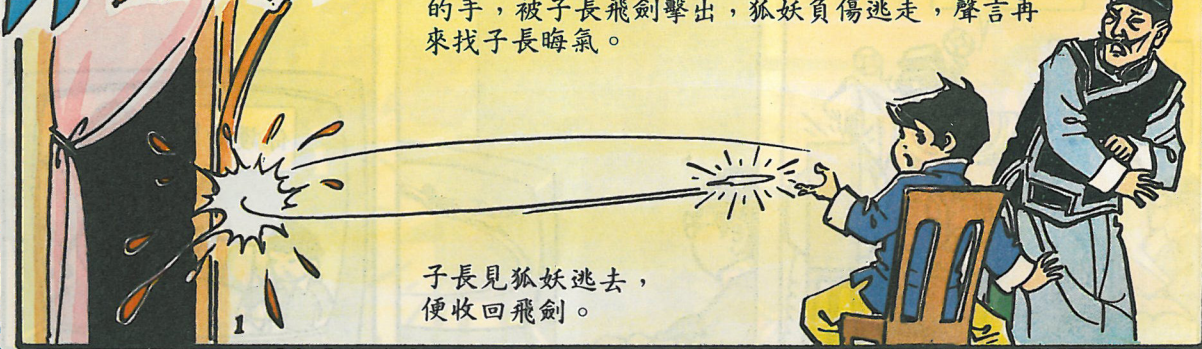 的手，被子長飛劍擊出，狐妖負傷逃走，聲言再
來找子長晦氣。
子長見狐妖逃去，
便收回飛劍。
1